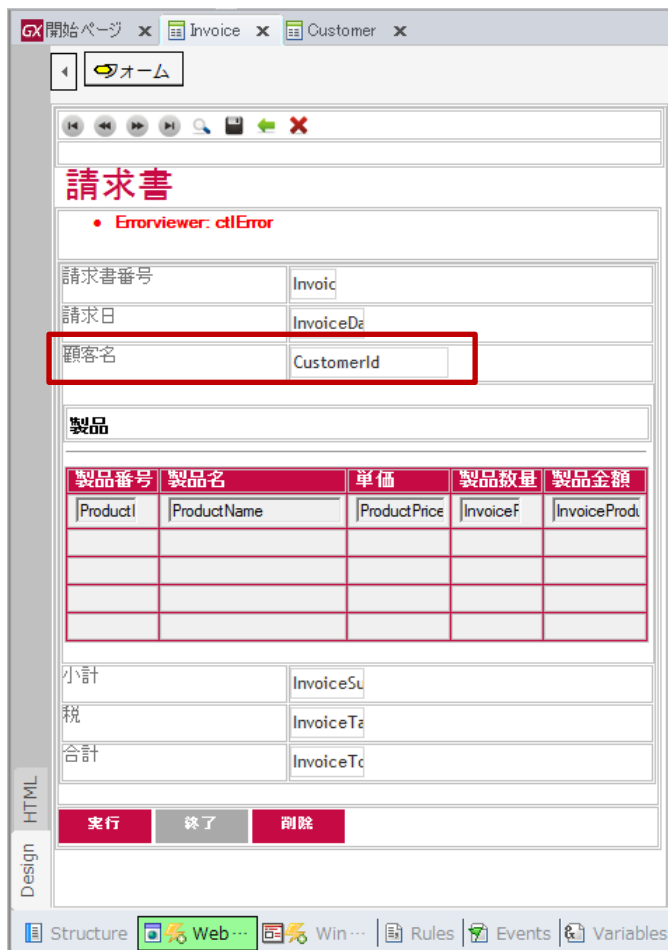 GX 開始ページ x Invoice x Customer x
フォーム
請求書
• Errorviewer: ctlError
請求書番号 Invoic
請求日 InvoiceDa
顧客名 CustomerId
製品
製品番号 製品名 単価 製品数量 製品金額
ProductI ProductName ProductPrice InvoiceF InvoiceProdu
小計 InvoiceSu
税 InvoiceTa
合計 InvoiceTo
実行 終了 削除
HTML
Design
Structure Web… Win… Rules Events Variables